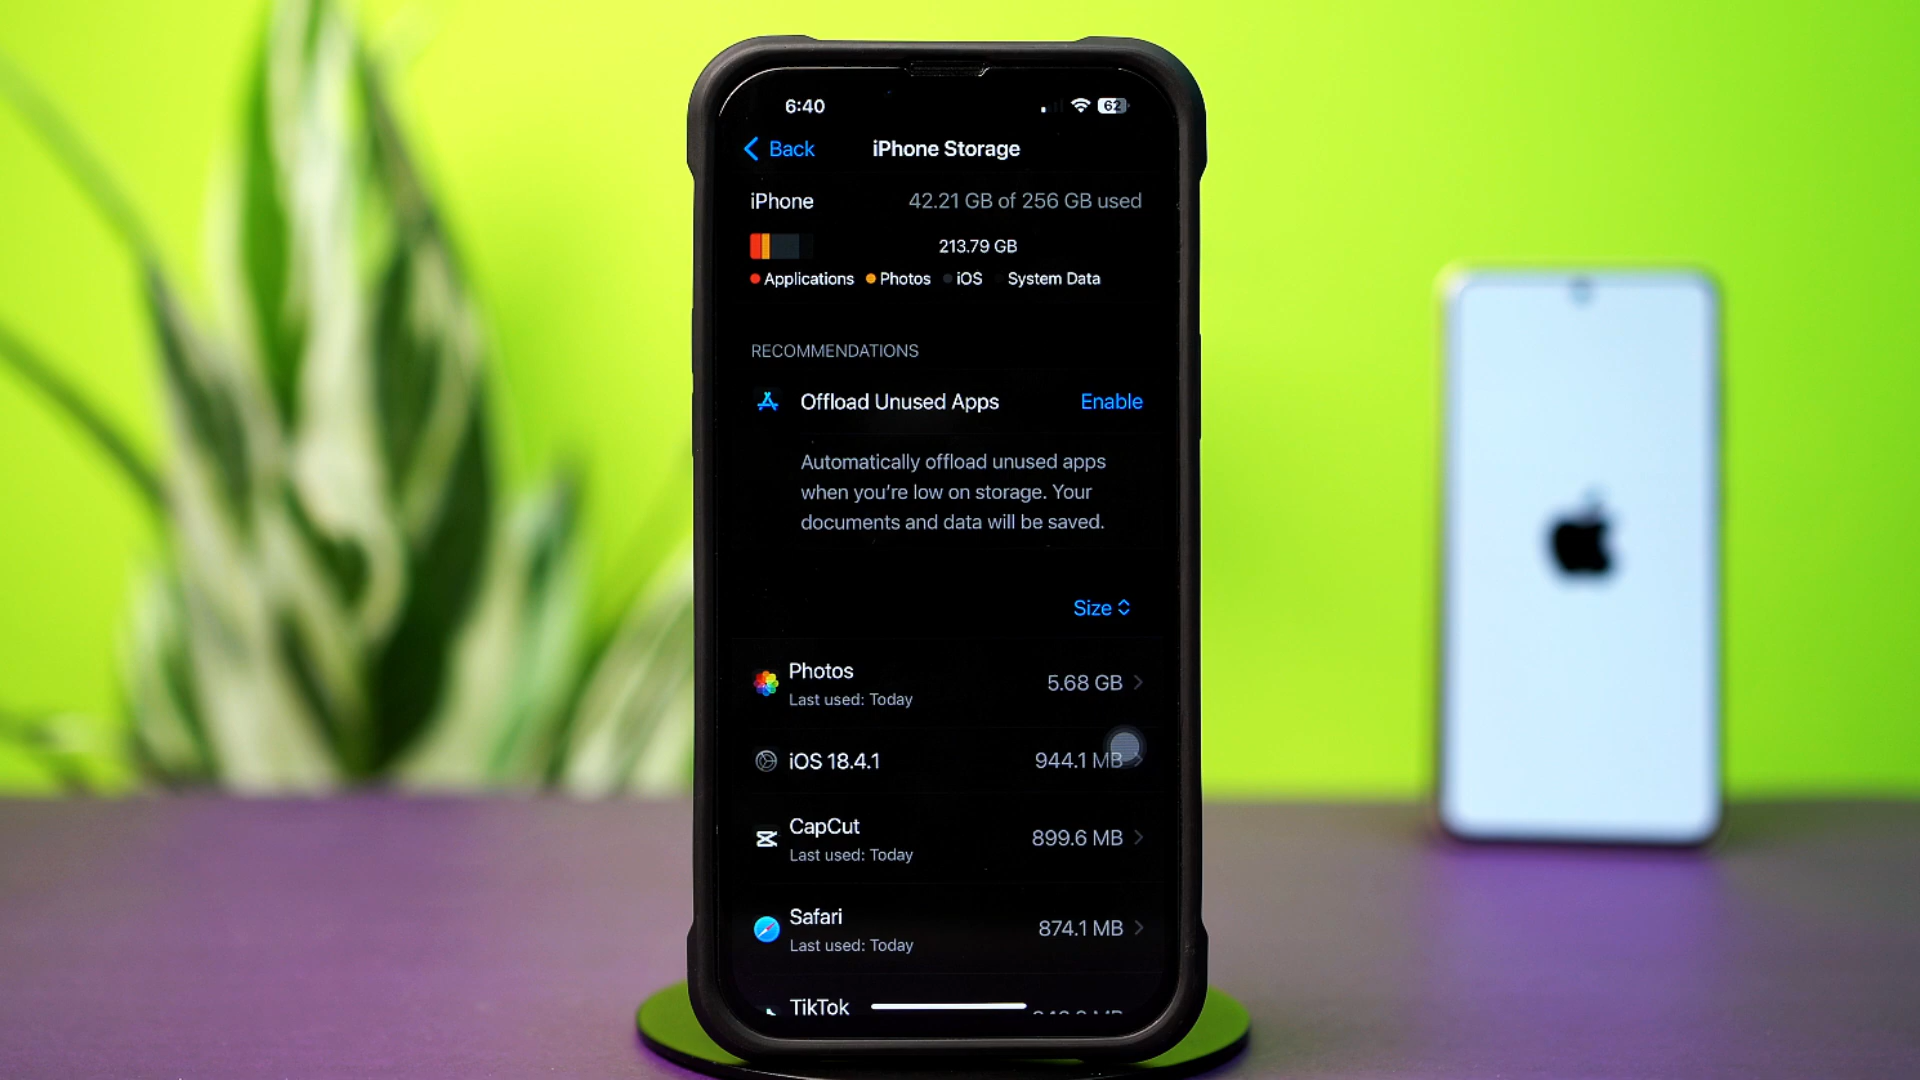 6:40
62
Back
iPhone Storage
iPhone
42.21 GB of 256 GB used
213.79 GB
Applications Photos iOS System Data
RECOMMENDATIONS
Offload Unused Apps
Enable
Automatically offload unused apps
when you're low on storage. Your
documents and data will be saved.
Size
Photos
5.68 GB
Last used: Today
iOS 18.4.1
944.1 MB
CapCut
899.6 MB
Last used: Today
Safari
874.1 MB
Last used: Today
TikTok